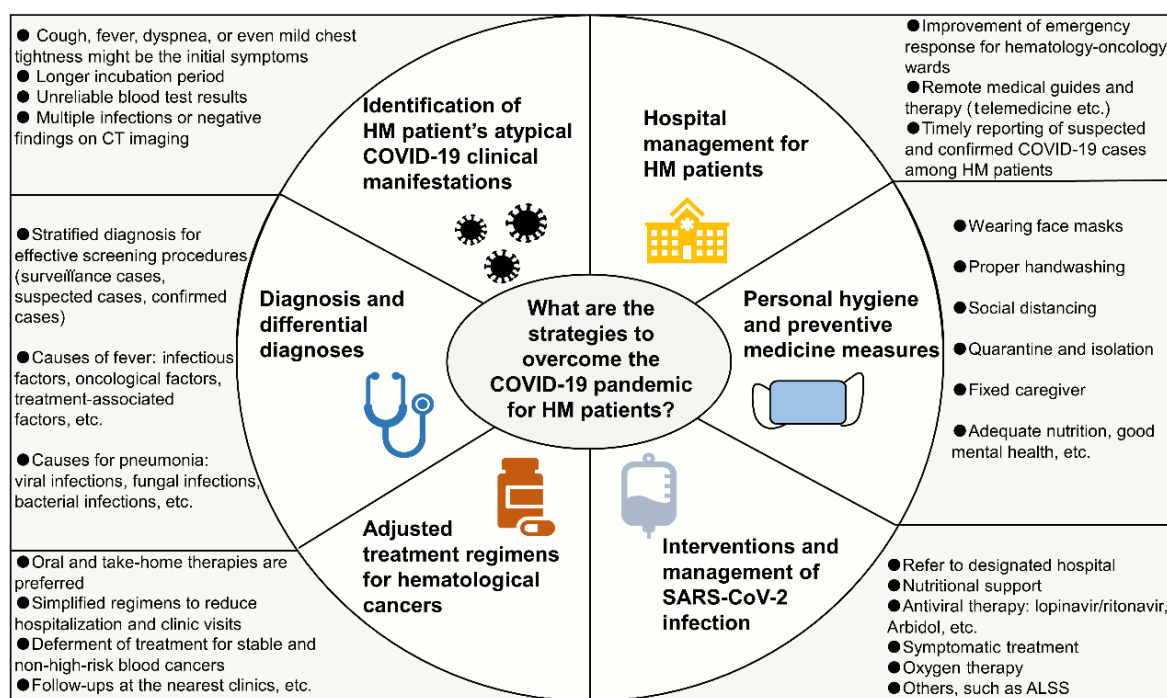 ● Cough, fever, dyspnea, or even mild chest
tightness might be the initial symptoms
● Longer incubation period
● Unreliable blood test results
● Multiple infections or negative
findings on CT imaging
Identification of
HM patient's atypical
COVID-19 clinical
manifestations
Hospital
management for
HM patients
●Improvement of emergency
response for hematology-oncology
wards
●Remote medical guides and
therapy (telemedicine etc.)
●Timely reporting of suspected
and confirmed COVID-19 cases
among HM patients
●Stratified diagnosis for
effective screening procedures
(surveillance cases,
suspected cases, confirmed
cases)
●Causes of fever: infectious
factors, oncological factors,
treatment-associated
factors, etc.
●Causes for pneumonia:
viral infections, fungal infections,
bacterial infections, etc.
Diagnosis and
differential
diagnoses
What are the
strategies to
overcome the
COVID-19 pandemic
for HM patients?
Personal hygiene
and preventive
medicine measures
●Wearing face masks
●Proper handwashing
●Social distancing
●Quarantine and isolation
●Fixed caregiver
●Adequate nutrition, good
mental health, etc.
●Oral and take-home therapies are
preferred
●Simplified regimens to reduce
hospitalization and clinic visits
●Deferment of treatment for stable and
non-high-risk blood cancers
●Follow-ups at the nearest clinics, etc.
Adjusted
treatment regimens
for hematological
cancers
Interventions and
management of
SARS-CoV-2
infection
●Refer to designated hospital
●Nutritional support
●Antiviral therapy: lopinavir/ritonavir,
Arbidol, etc.
●Symptomatic treatment
●Oxygen therapy
●Others, such as ALSS